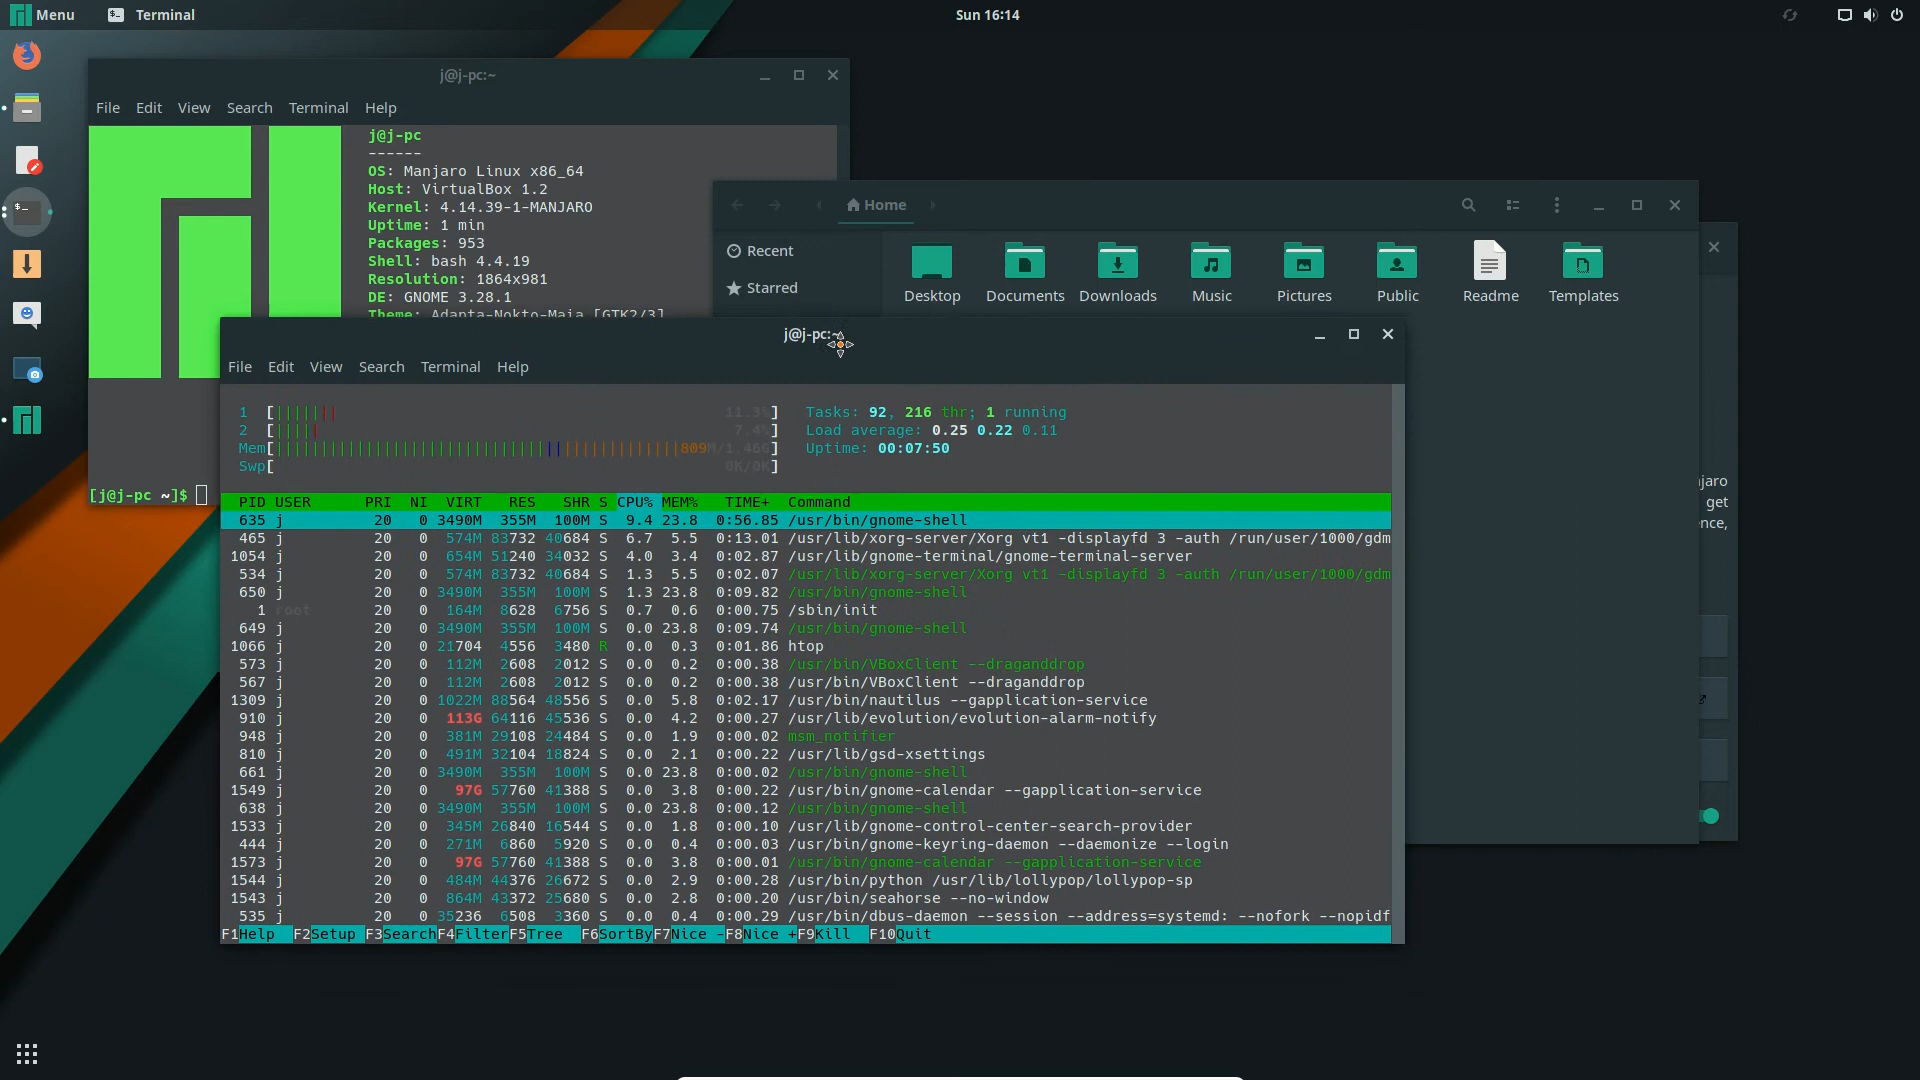 Menu
Terminal
Sun 16:14
j@j-pc:~
File Edit View Search Terminal Help
j@j-pc
------
OS: Manjaro Linux x86_64
Host: VirtualBox 1.2
Kernel: 4.14.39-1-MANJARO
Uptime: 1 min
Packages: 953
Shell: bash 4.4.19
Resolution: 1864x981
DE: GNOME 3.28.1
Theme: Adapta-Nokto-Maia [GTK2/3]
[j@j-pc ~]$
Home
Recent
Starred
Desktop Documents Downloads Music Pictures Public Readme Templates
jaro
get
nce,
j@j-pc:~
File Edit View Search Terminal Help
1 [||||||| 11.3%] Tasks: 92, 216 thr; 1 running
2 [||||| 7.4%] Load average: 0.25 0.22 0.11
Mem[809M/1.46G] Uptime: 00:07:50
Swp[ 0K/0K]
PID USER PRI NI VIRT RES SHR S CPU% MEM% TIME+ Command
635 j 20 0 3490M 355M 100M S 9.4 23.8 0:56.85 /usr/bin/gnome-shell
465 j 20 0 574M 83732 40684 S 6.7 5.5 0:13.01 /usr/lib/xorg-server/Xorg vt1 -displayfd 3 -auth /run/user/1000/gdm
1054 j 20 0 654M 51240 34032 S 4.0 3.4 0:02.87 /usr/lib/gnome-terminal/gnome-terminal-server
534 j 20 0 574M 83732 40684 S 1.3 5.5 0:02.07 /usr/lib/xorg-server/Xorg vt1 -displayfd 3 -auth /run/user/1000/gdm
650 j 20 0 3490M 355M 100M S 1.3 23.8 0:09.82 /usr/bin/gnome-shell
1 root 20 0 164M 8628 6756 S 0.7 0.6 0:00.75 /sbin/init
649 j 20 0 3490M 355M 100M S 0.0 23.8 0:09.74 /usr/bin/gnome-shell
1066 j 20 0 21704 4556 3480 R 0.0 0.3 0:01.86 htop
573 j 20 0 112M 2608 2012 S 0.0 0.2 0:00.38 /usr/bin/VBoxClient --draganddrop
567 j 20 0 112M 2608 2012 S 0.0 0.2 0:00.38 /usr/bin/VBoxClient --draganddrop
1309 j 20 0 1022M 88564 48556 S 0.0 5.8 0:02.17 /usr/bin/nautilus --gapplication-service
910 j 20 0 113G 64116 45536 S 0.0 4.2 0:00.27 /usr/lib/evolution/evolution-alarm-notify
948 j 20 0 381M 29108 24484 S 0.0 1.9 0:00.02 msm_notifier
810 j 20 0 491M 32104 18824 S 0.0 2.1 0:00.22 /usr/lib/gsd-xsettings
661 j 20 0 3490M 355M 100M S 0.0 23.8 0:00.02 /usr/bin/gnome-shell
1549 j 20 0 97G 57760 41388 S 0.0 3.8 0:00.22 /usr/bin/gnome-calendar --gapplication-service
638 j 20 0 3490M 355M 100M S 0.0 23.8 0:00.12 /usr/bin/gnome-shell
1533 j 20 0 345M 26840 16544 S 0.0 1.8 0:00.10 /usr/lib/gnome-control-center-search-provider
444 j 20 0 271M 6860 5920 S 0.0 0.4 0:00.03 /usr/bin/gnome-keyring-daemon --daemonize --login
1573 j 20 0 97G 57760 41388 S 0.0 3.8 0:00.01 /usr/bin/gnome-calendar --gapplication-service
1544 j 20 0 484M 44376 26672 S 0.0 2.9 0:00.28 /usr/bin/python /usr/lib/lollypop/lollypop-sp
1543 j 20 0 864M 43372 25680 S 0.0 2.8 0:00.20 /usr/bin/seahorse --no-window
535 j 20 0 35236 6508 3360 S 0.0 0.4 0:00.29 /usr/bin/dbus-daemon --session --address=systemd: --nofork --nopidf
F1Help F2Setup F3SearchF4FilterF5Tree F6SortByF7Nice -F8Nice +F9Kill F10Quit